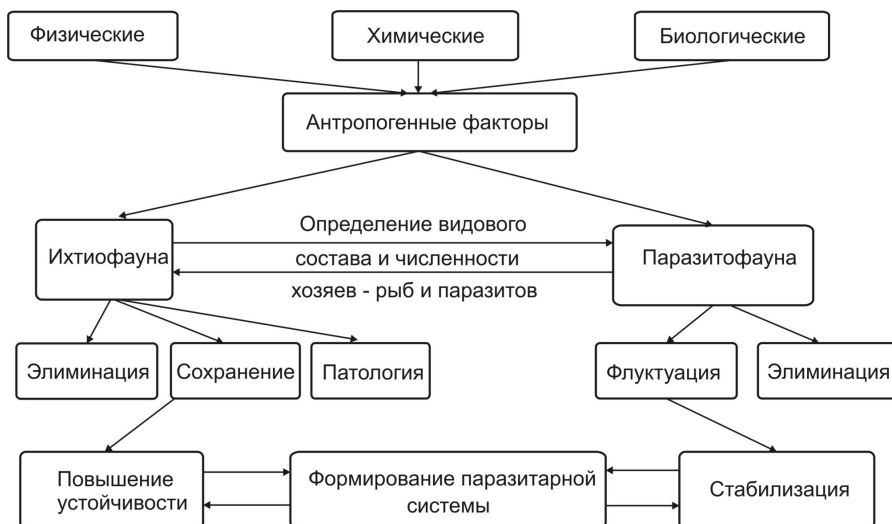 Физические
Химические
Биологические
Антропогенные факторы
Определение видового
Ихтиофауна
состава и численности
Паразитофауна
хозяев - рыб и паразитов
Элиминация
Сохранение
Патология
Флуктуация
Элиминация
Повышение
устойчивости
Формирование паразитарной
системы
Стабилизация